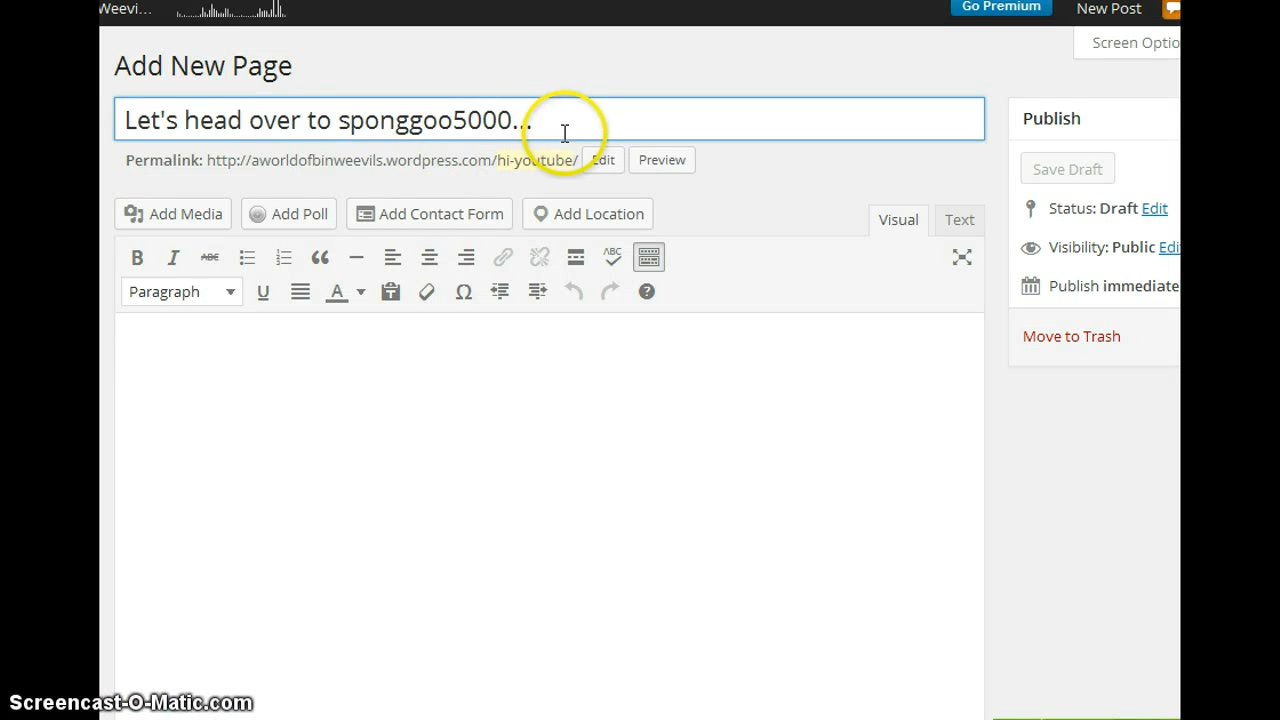 Weevi... Go Premium New Post
Screen Optio
Add New Page
Let's head over to sponggoo5000...
Publish
Permalink: http://aworldofbinweevils.wordpress.com/hi-youtube/ Edit Preview
Save Draft
Add Media Add Poll Add Contact Form Add Location
Status: Draft Edit
Visual Text
Visibility: Public Edi
B I ABC ABC
Paragraph U A T Ω ?
Publish immediate
Move to Trash
Screencast-O-Matic.com